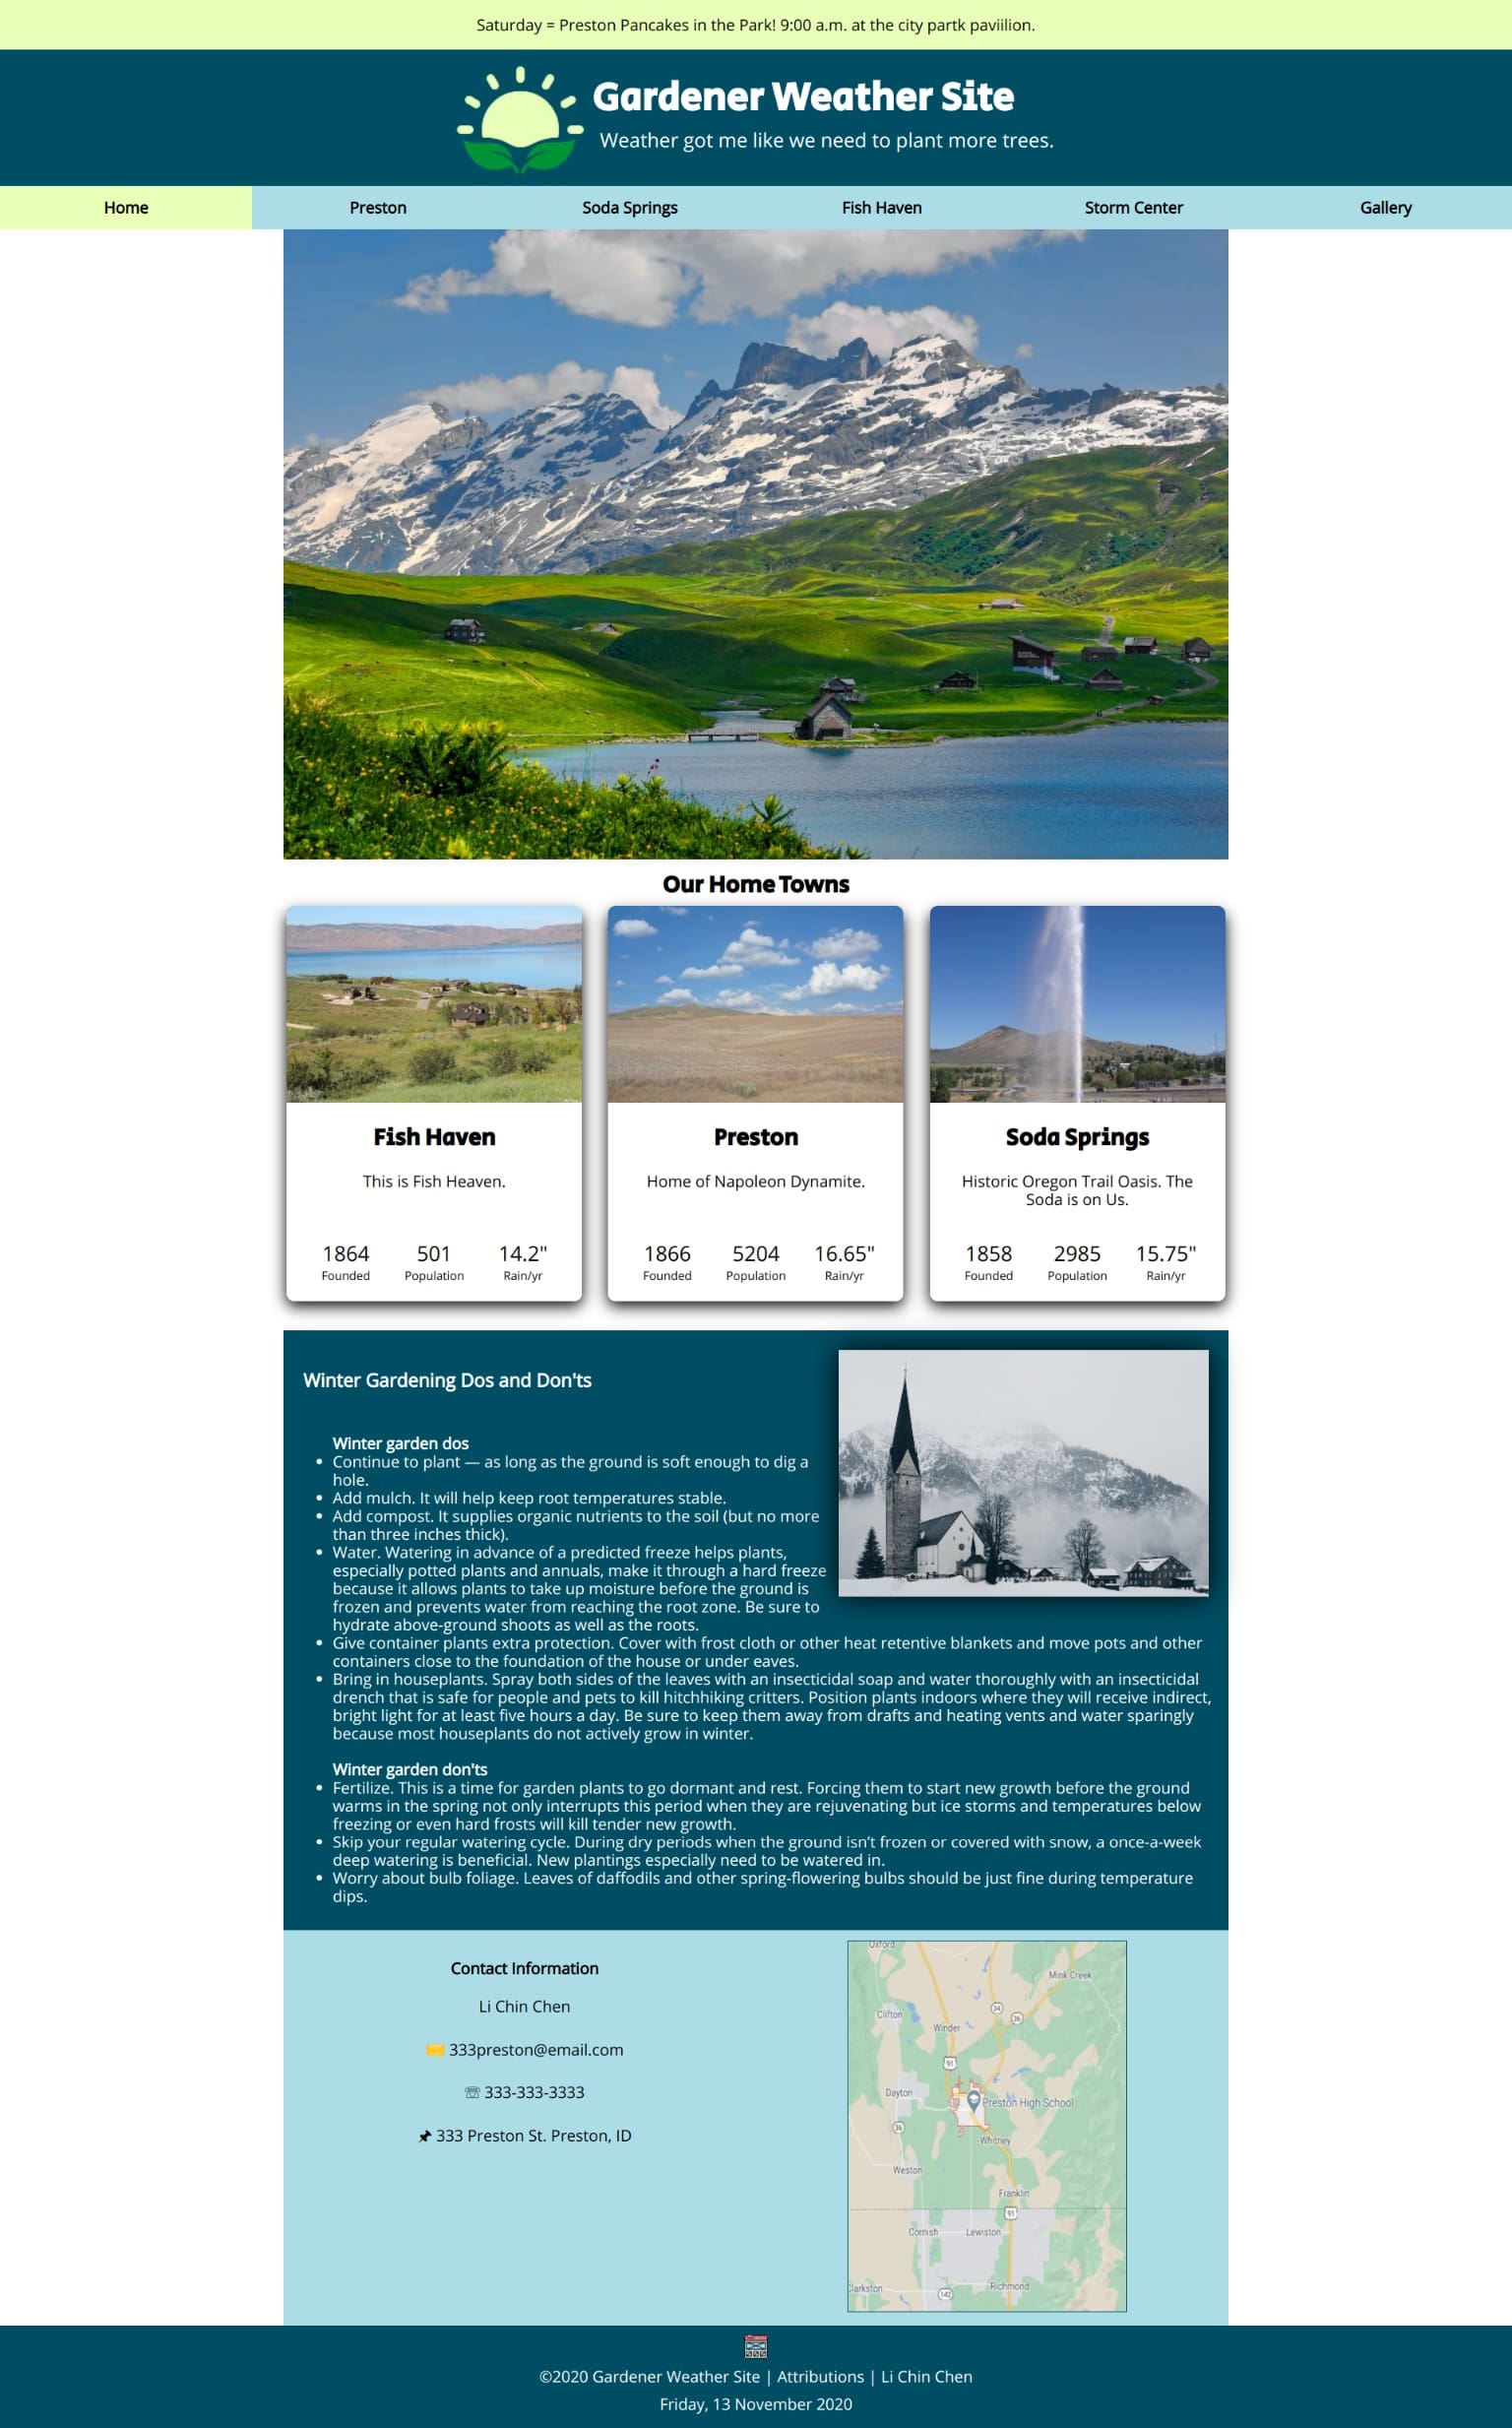 Saturday = Preston Pancakes in the Park! 9:00 a.m. at the city partk paviilion.
Gardener Weather Site
Weather got me like we need to plant more trees.
Home
Preston
Soda Springs
Fish Haven
Storm Center
Gallery
Our Home Towns
Fish Haven
This is Fish Heaven.
1864
501
14.2"
Founded
Population
Rain/yr
Preston
Home of Napoleon Dynamite.
1866
5204
16.65"
Founded
Population
Rain/yr
Soda Springs
Historic Oregon Trail Oasis. The
Soda is on Us.
1858
2985
15.75"
Founded
Population
Rain/yr
Winter Gardening Dos and Don'ts
Winter garden dos
• Continue to plant — as long as the ground is soft enough to dig a
hole.
• Add mulch. It will help keep root temperatures stable.
• Add compost. It supplies organic nutrients to the soil (but no more
than three inches thick).
• Water. Watering in advance of a predicted freeze helps plants,
especially potted plants and annuals, make it through a hard freeze
because it allows plants to take up moisture before the ground is
frozen and prevents water from reaching the root zone. Be sure to
hydrate above-ground shoots as well as the roots.
• Give container plants extra protection. Cover with frost cloth or other heat retentive blankets and move pots and other
containers close to the foundation of the house or under eaves.
• Bring in houseplants. Spray both sides of the leaves with an insecticidal soap and water thoroughly with an insecticidal
drench that is safe for people and pets to kill hitchhiking critters. Position plants indoors where they will receive indirect,
bright light for at least five hours a day. Be sure to keep them away from drafts and heating vents and water sparingly
because most houseplants do not actively grow in winter.
Winter garden don'ts
• Fertilize. This is a time for garden plants to go dormant and rest. Forcing them to start new growth before the ground
warms in the spring not only interrupts this period when they are rejuvenating but ice storms and temperatures below
freezing or even hard frosts will kill tender new growth.
• Skip your regular watering cycle. During dry periods when the ground isn’t frozen or covered with snow, a once-a-week
deep watering is beneficial. New plantings especially need to be watered in.
• Worry about bulb foliage. Leaves of daffodils and other spring-flowering bulbs should be just fine during temperature
dips.
Contact Information
Li Chin Chen
333preston@email.com
333-333-3333
333 Preston St. Preston, ID
Oxford
Mink Creek
34
Clifton
36
Winder
91
Dayton
Preston High School
36
Whitney
Weston
Franklin
91
Cornish
Lewiston
Clarkston
142
Richmond
©2020 Gardener Weather Site | Attributions | Li Chin Chen
Friday, 13 November 2020